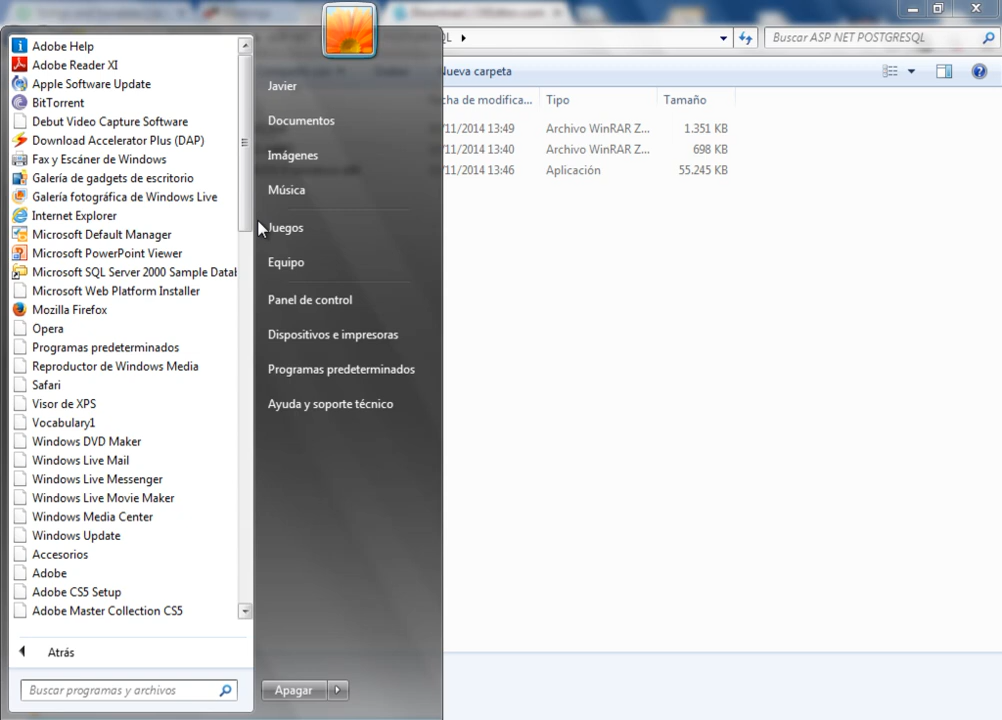 QL
Buscar ASP NET POSTGRESQL
Nueva carpeta
cha de modifica... Tipo Tamaño
/11/2014 13:49 Archivo WinRAR Z... 1.351 KB
/11/2014 13:40 Archivo WinRAR Z... 698 KB
/11/2014 13:46 Aplicación 55.245 KB
Adobe Help
Adobe Reader XI
Apple Software Update
BitTorrent
Debut Video Capture Software
Download Accelerator Plus (DAP)
Fax y Escáner de Windows
Galería de gadgets de escritorio
Galería fotográfica de Windows Live
Internet Explorer
Microsoft Default Manager
Microsoft PowerPoint Viewer
Microsoft SQL Server 2000 Sample Datab
Microsoft Web Platform Installer
Mozilla Firefox
Opera
Programas predeterminados
Reproductor de Windows Media
Safari
Visor de XPS
Vocabulary1
Windows DVD Maker
Windows Live Mail
Windows Live Messenger
Windows Live Movie Maker
Windows Media Center
Windows Update
Accesorios
Adobe
Adobe CS5 Setup
Adobe Master Collection CS5
Atrás
Buscar programas y archivos
Javier
Documentos
Imágenes
Música
Juegos
Equipo
Panel de control
Dispositivos e impresoras
Programas predeterminados
Ayuda y soporte técnico
Apagar